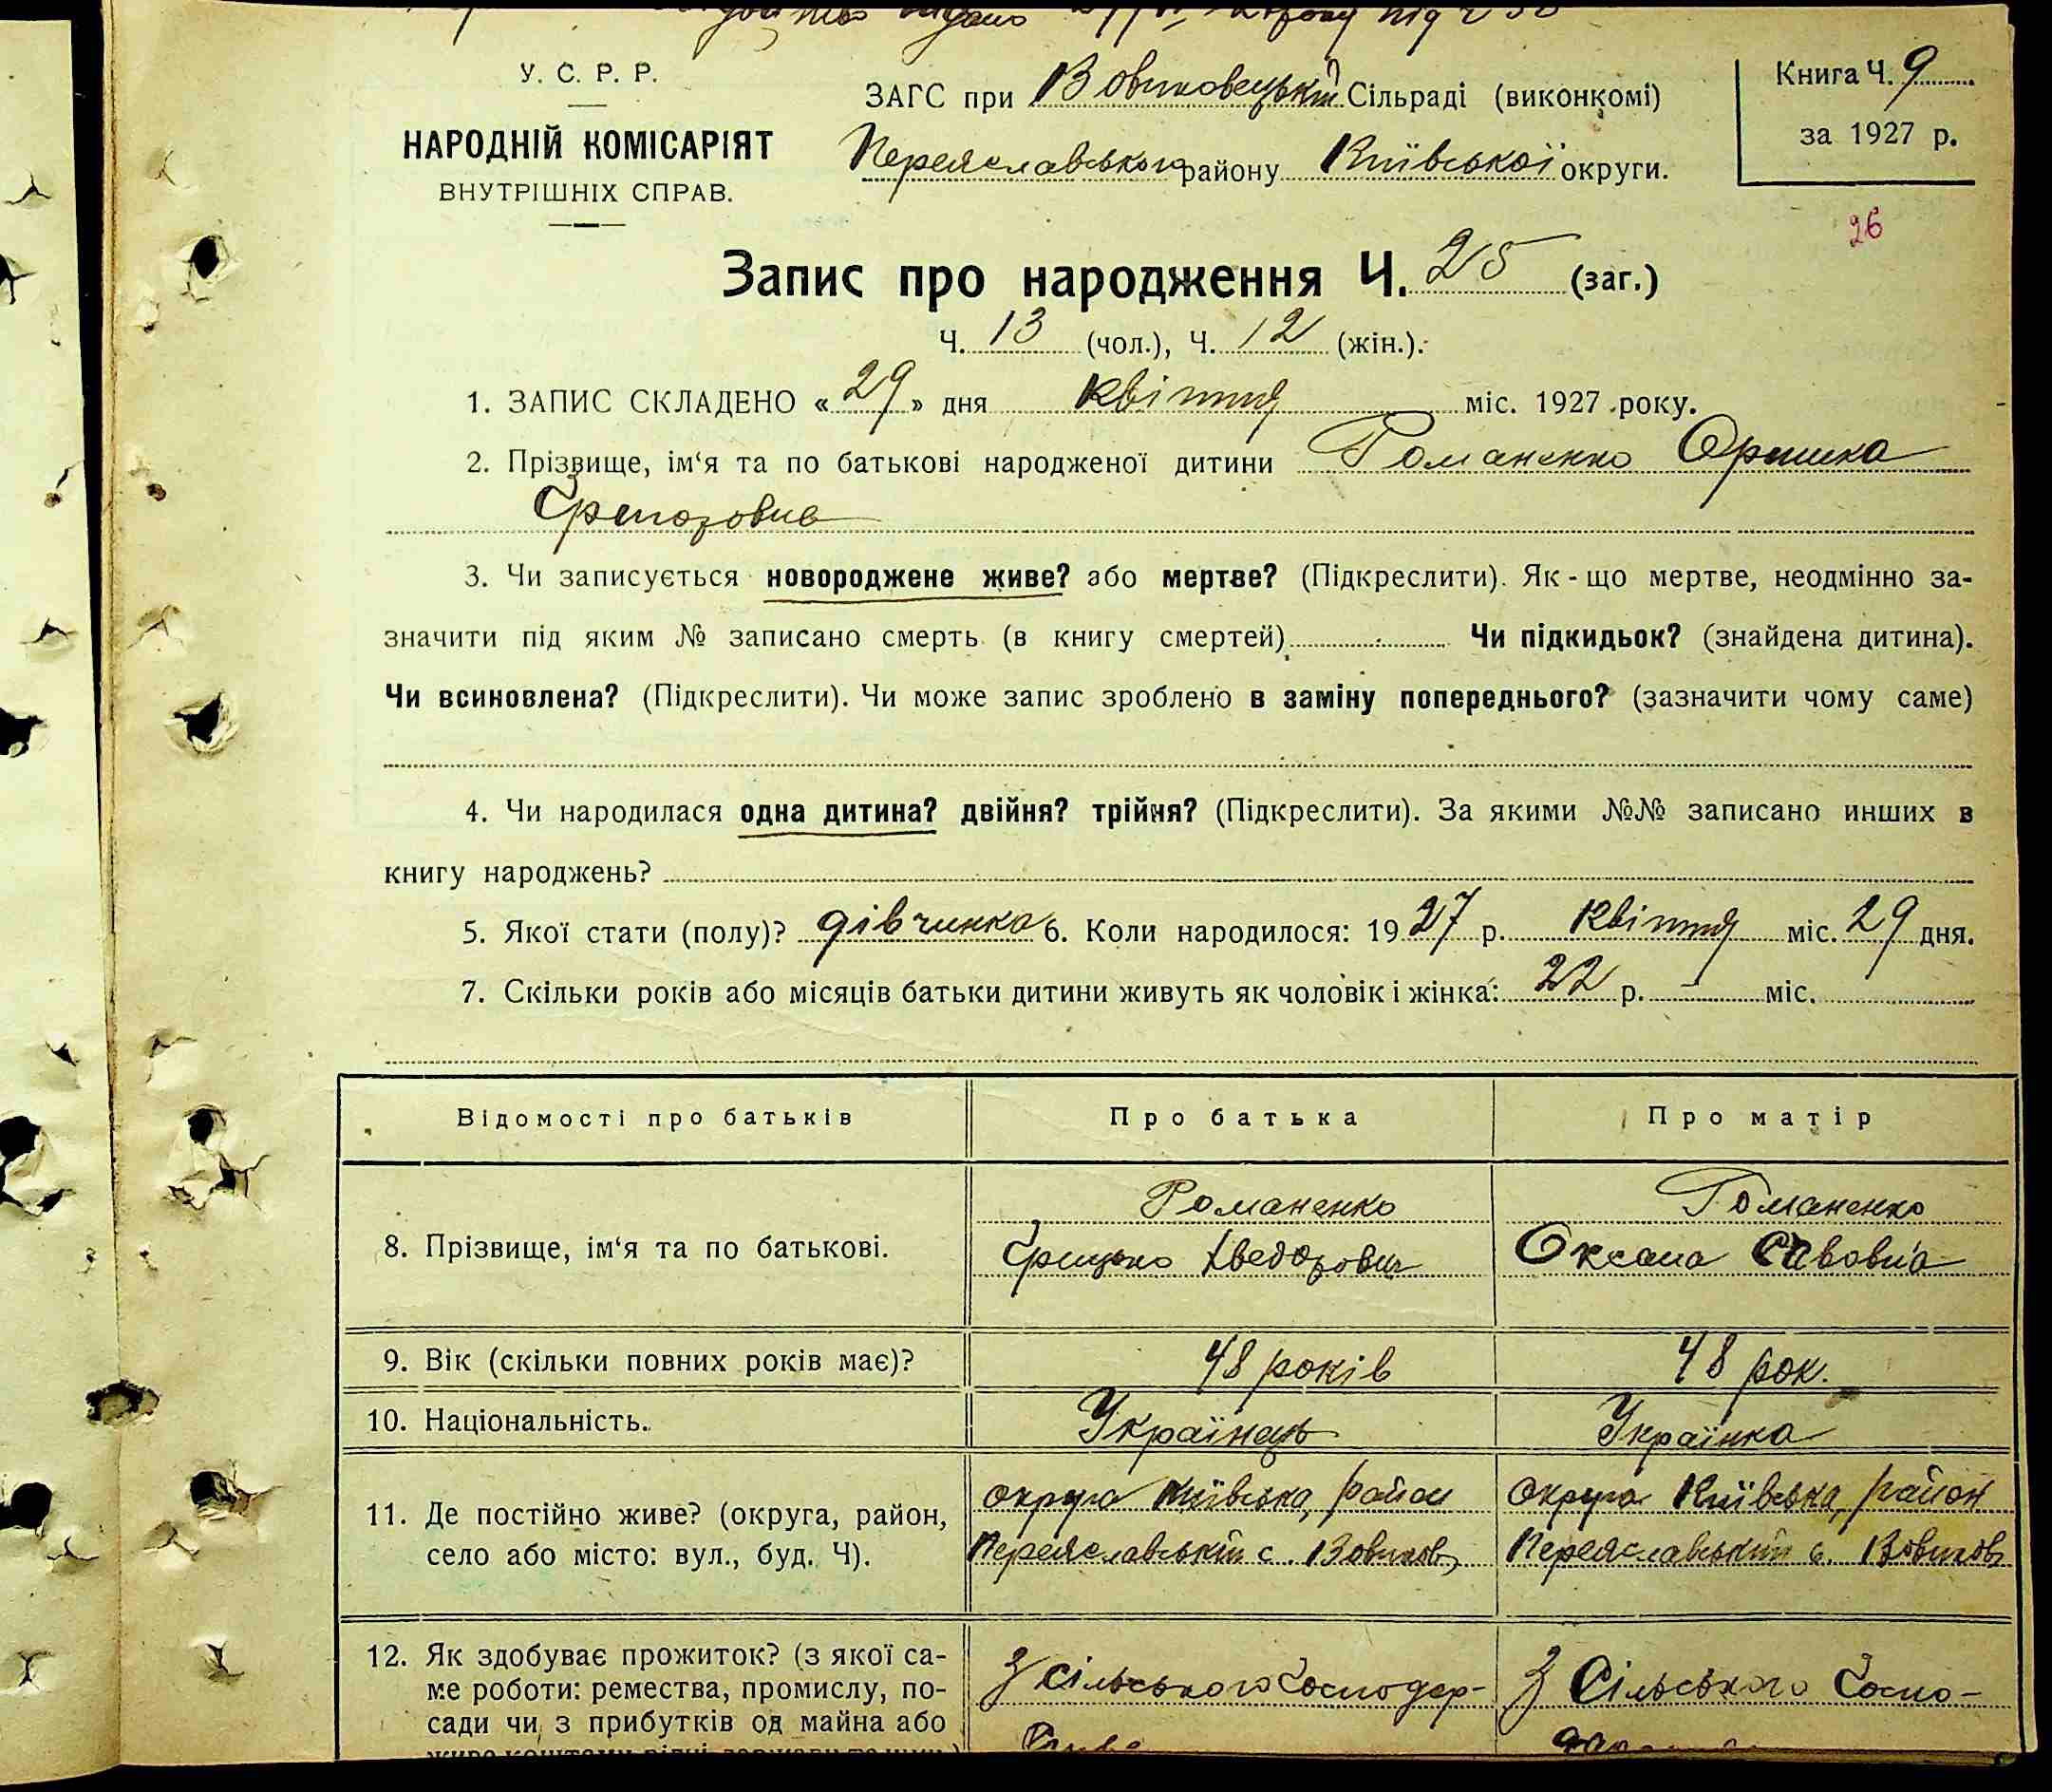 видано
У. С. Р. Р.
НАРОДНІЙ КОМІСАРІЯТ
ВНУТРІШНІХ СПРАВ.
ЗАГС при Вовчковецькій Сільраді (виконкомі)
Переяславського району Київської округи.
Книга Ч. 9
за 1927 р.
26
Запис про народження Ч. 25 (заг.)
Ч. 13 (чол.), Ч. 12 (жін.).
1. ЗАПИС СКЛАДЕНО « 29 » дня квітня міс. 1927 року.
2. Прізвище, ім‘я та по батькові народженої дитини Романенко Оришка
Григоровна
3. Чи записується новороджене живе? або мертве? (Підкреслити). Як-що мертве, неодмінно за-
значити під яким № записано смерть (в книгу смертей) Чи підкидьок? (знайдена дитина).
Чи всиновлена? (Підкреслити). Чи може запис зроблено в заміну попереднього? (зазначити чому саме)
4. Чи народилася одна дитина? двійня? трійня? (Підкреслити). За якими №№ записано инших в
книгу народжень?
5. Якої стати (полу)? дівчинка 6. Коли народилося: 1927 р. квітня міс. 29 дня.
7. Скільки років або місяців батьки дитини живуть як чоловік і жінка: 22 р. - міс.
Відомості про батьків Про батька Про матір
8. Прізвище, ім‘я та по батькові. Романенко Грицько Хведорович Романенко Оксана Савовна
9. Вік (скільки повних років має)? 48 років 48 рок.
10. Національність. Українець Українка
11. Де постійно живе? (округа, район, округа Київська, район округа Київська, район
село або місто: вул., буд. Ч). Переяславський с. Вовчков Переяславський с. Вовчков
12. Як здобуває прожиток? (з якої са-
ме роботи: ремества, промислу, по- З сільського господар- З Сільського Госпо-
сади чи з прибутків од майна або